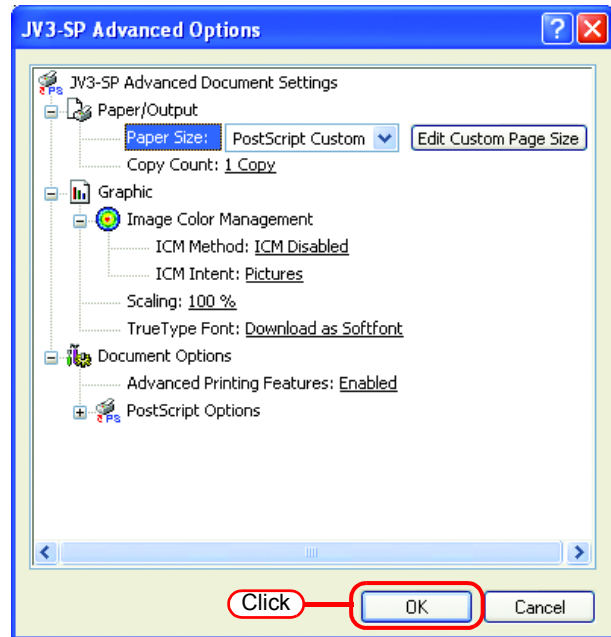 JV3-SP Advanced Options
JV3-SP Advanced Document Settings
Paper/Output
Paper Size: PostScript Custom Edit Custom Page Size
Copy Count: 1 Copy
Graphic
Image Color Management
ICM Method: ICM Disabled
ICM Intent: Pictures
Scaling: 100 %
TrueType Font: Download as Softfont
Document Options
Advanced Printing Features: Enabled
PostScript Options
Click OK Cancel